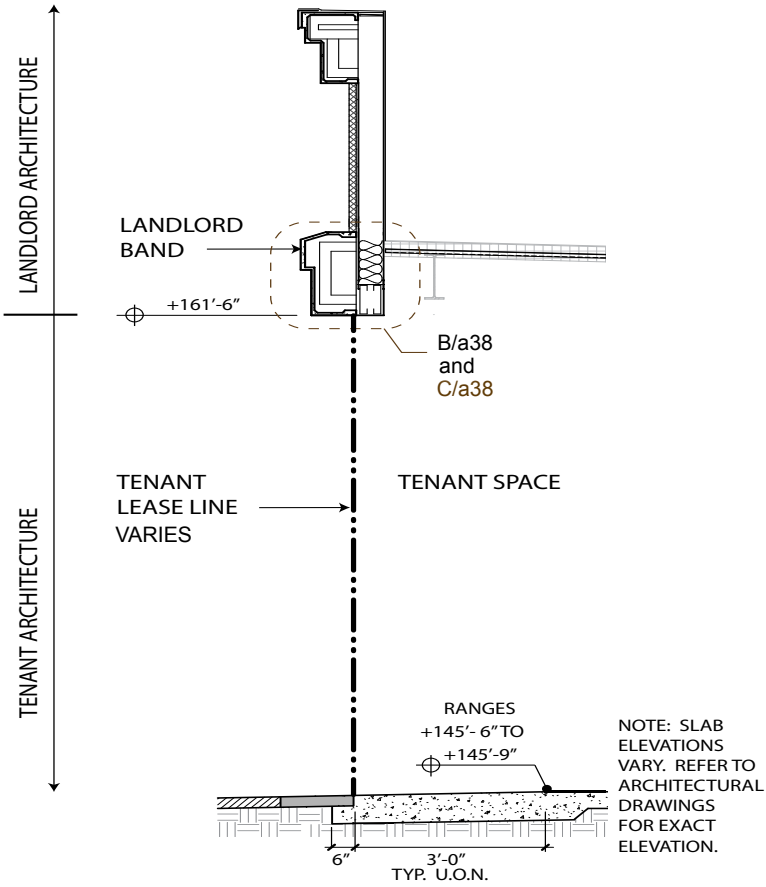 LANDLORD ARCHITECTURE
LANDLORD
BAND
+161'-6"
B/a38
and
C/a38
TENANT
LEASE LINE
VARIES
TENANT SPACE
TENANT ARCHITECTURE
RANGES
+145'- 6" TO
+145'-9"
NOTE: SLAB
ELEVATIONS
VARY. REFER TO
ARCHITECTURAL
DRAWINGS
FOR EXACT
ELEVATION.
6"
3'-0"
TYP. U.O.N.